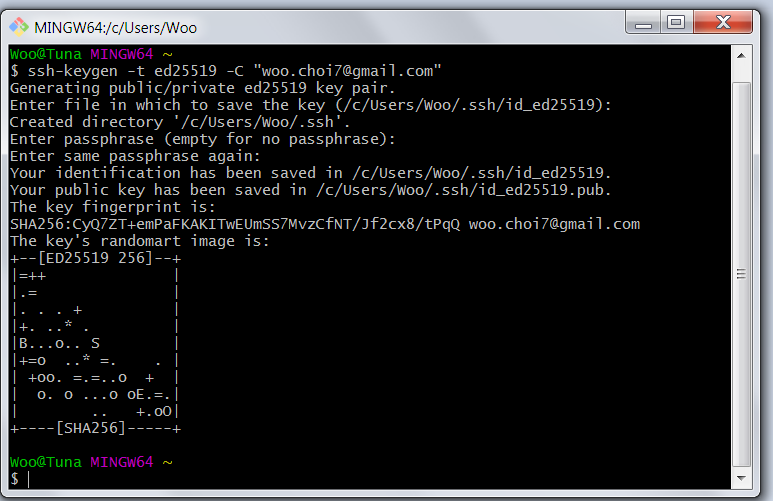 MINGW64:/c/Users/Woo
Woo@Tuna MINGW64 ~
$ ssh-keygen -t ed25519 -C "woo.choi7@gmail.com"
Generating public/private ed25519 key pair.
Enter file in which to save the key (/c/Users/Woo/.ssh/id_ed25519):
Created directory '/c/Users/Woo/.ssh'.
Enter passphrase (empty for no passphrase):
Enter same passphrase again:
Your identification has been saved in /c/Users/Woo/.ssh/id_ed25519.
Your public key has been saved in /c/Users/Woo/.ssh/id_ed25519.pub.
The key fingerprint is:
SHA256:CyQ7ZT+emPaFKAKITwEUmSS7MvzCfNT/Jf2cx8/tPqQ woo.choi7@gmail.com
The key's randomart image is:
+--[ED25519 256]--+
|=++              |
|.=               |
|. . . +          |
|+. ..* .         |
|B...o.. S        |
|+=o  ..* =.    . |
| +oo. =.=..o  +  |
|  o. o ...o oE.=.|
|        ..   +.oO|
+----[SHA256]-----+
Woo@Tuna MINGW64 ~
$